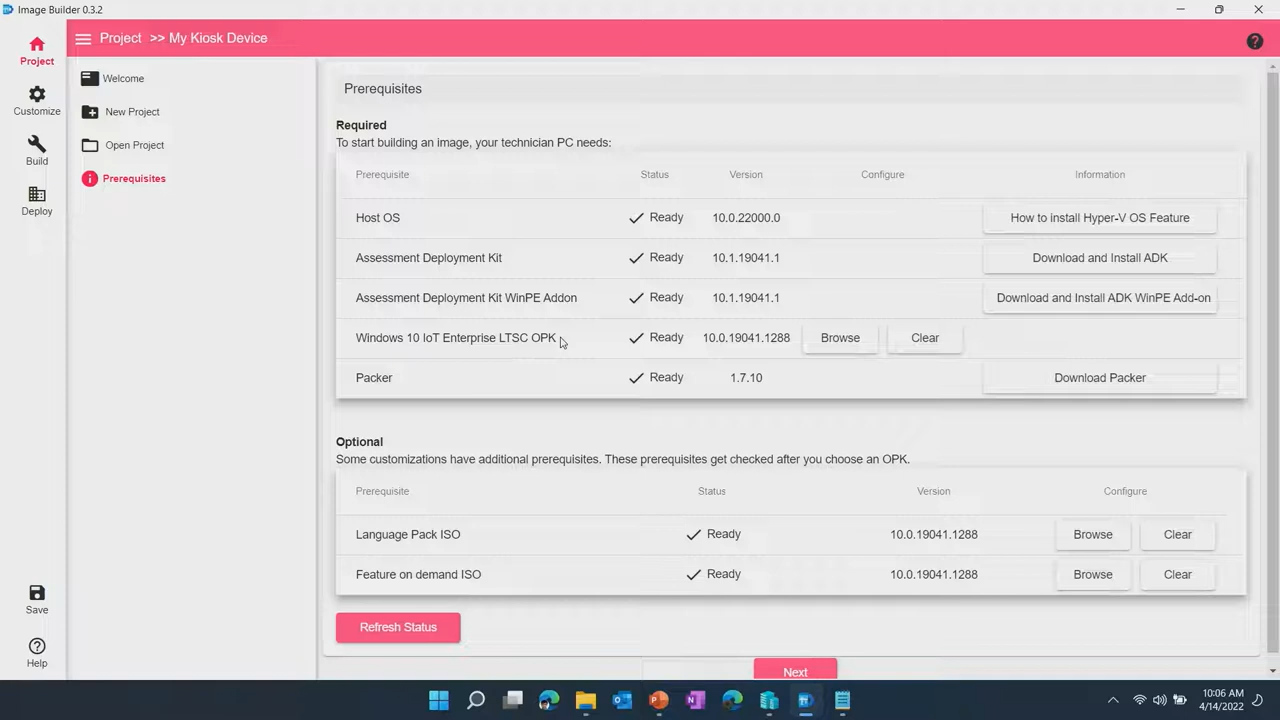 Image Builder 0.3.2
Project >> My Kiosk Device
Project
Customize
Build
Deploy
Save
Help
Welcome
New Project
Open Project
Prerequisites
Prerequisites
Required
To start building an image, your technician PC needs:
Prerequisite Status Version Configure Information
Host OS Ready 10.0.22000.0 How to install Hyper-V OS Feature
Assessment Deployment Kit Ready 10.1.19041.1 Download and Install ADK
Assessment Deployment Kit WinPE Addon Ready 10.1.19041.1 Download and Install ADK WinPE Add-on
Windows 10 IoT Enterprise LTSC OPK Ready 10.0.19041.1288 Browse Clear
Packer Ready 1.7.10 Download Packer
Optional
Some customizations have additional prerequisites. These prerequisites get checked after you choose an OPK.
Prerequisite Status Version Configure
Language Pack ISO Ready 10.0.19041.1288 Browse Clear
Feature on demand ISO Ready 10.0.19041.1288 Browse Clear
Refresh Status
Next
10:06 AM
4/14/2022